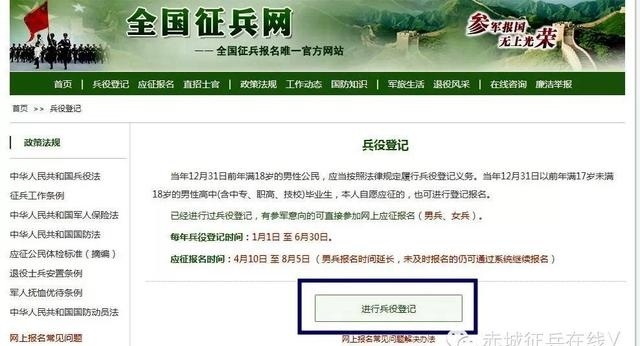 全国征兵网
——全国征兵报名唯一官方网站
参军报国
无上光荣
首页 | 兵役登记 | 应征报名 | 直招士官 | 政策法规 | 工作动态 | 国防知识 | 军旅生活 | 退役风采 | 在线咨询 | 廉洁举报
首页 >> 兵役登记
政策法规
中华人民共和国兵役法
征兵工作条例
中华人民共和国军人保险法
中华人民共和国国防法
应征公民体检标准（摘编）
退役士兵安置条例
军人抚恤优待条例
中华人民共和国国防动员法
网上报名常见问题
兵役登记
当年12月31日前年满18岁的男性公民，应当按照法律规定履行兵役登记义务。当年12月31日以前年满17岁未满
18岁的男性高中(含中专、职高、技校)毕业生，本人自愿应征的，也可进行登记报名。
已经进行过兵役登记，有参军意向的可直接参加网上应征报名（男兵、女兵）。
每年兵役登记时间：1月1日 至 6月30日。
应征报名时间：4月10日 至 8月5日（男兵报名时间延长，未及时报名的仍可通过系统继续报名）
进行兵役登记
网上报名常见问题解决办法
赤城征兵在线V